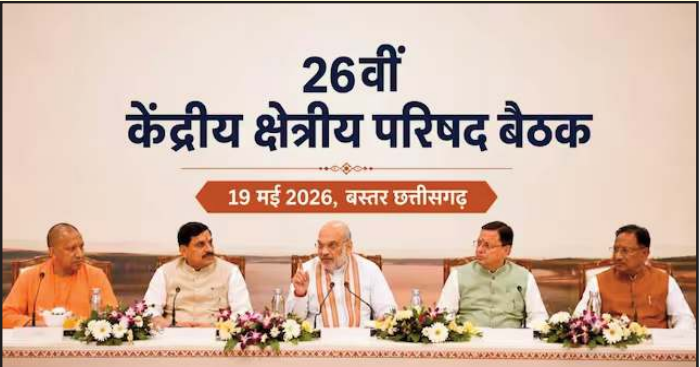 26वीं
केंद्रीय क्षेत्रीय परिषद बैठक
19 मई 2026, बस्तर छत्तीसगढ़